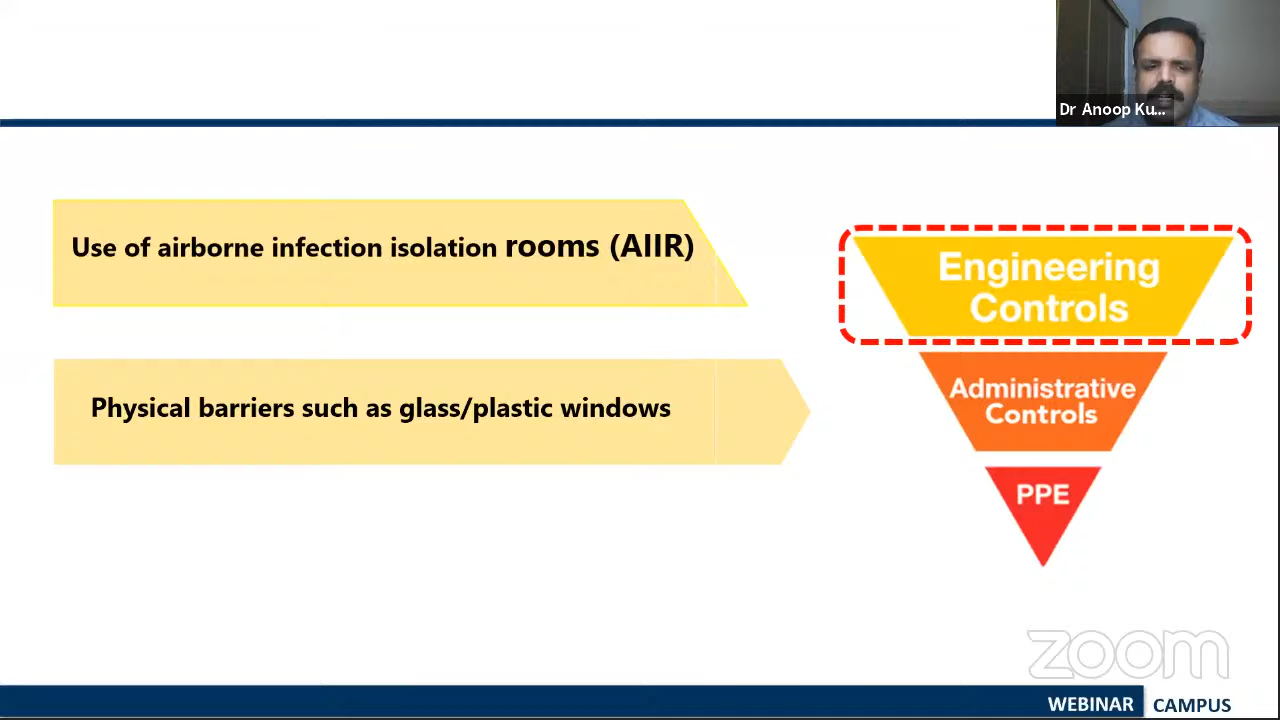 Dr Anoop Ku...
Use of airborne infection isolation rooms (AIIR)
Physical barriers such as glass/plastic windows
Engineering
Controls
Administrative
Controls
PPE
zoom
WEBINAR CAMPUS